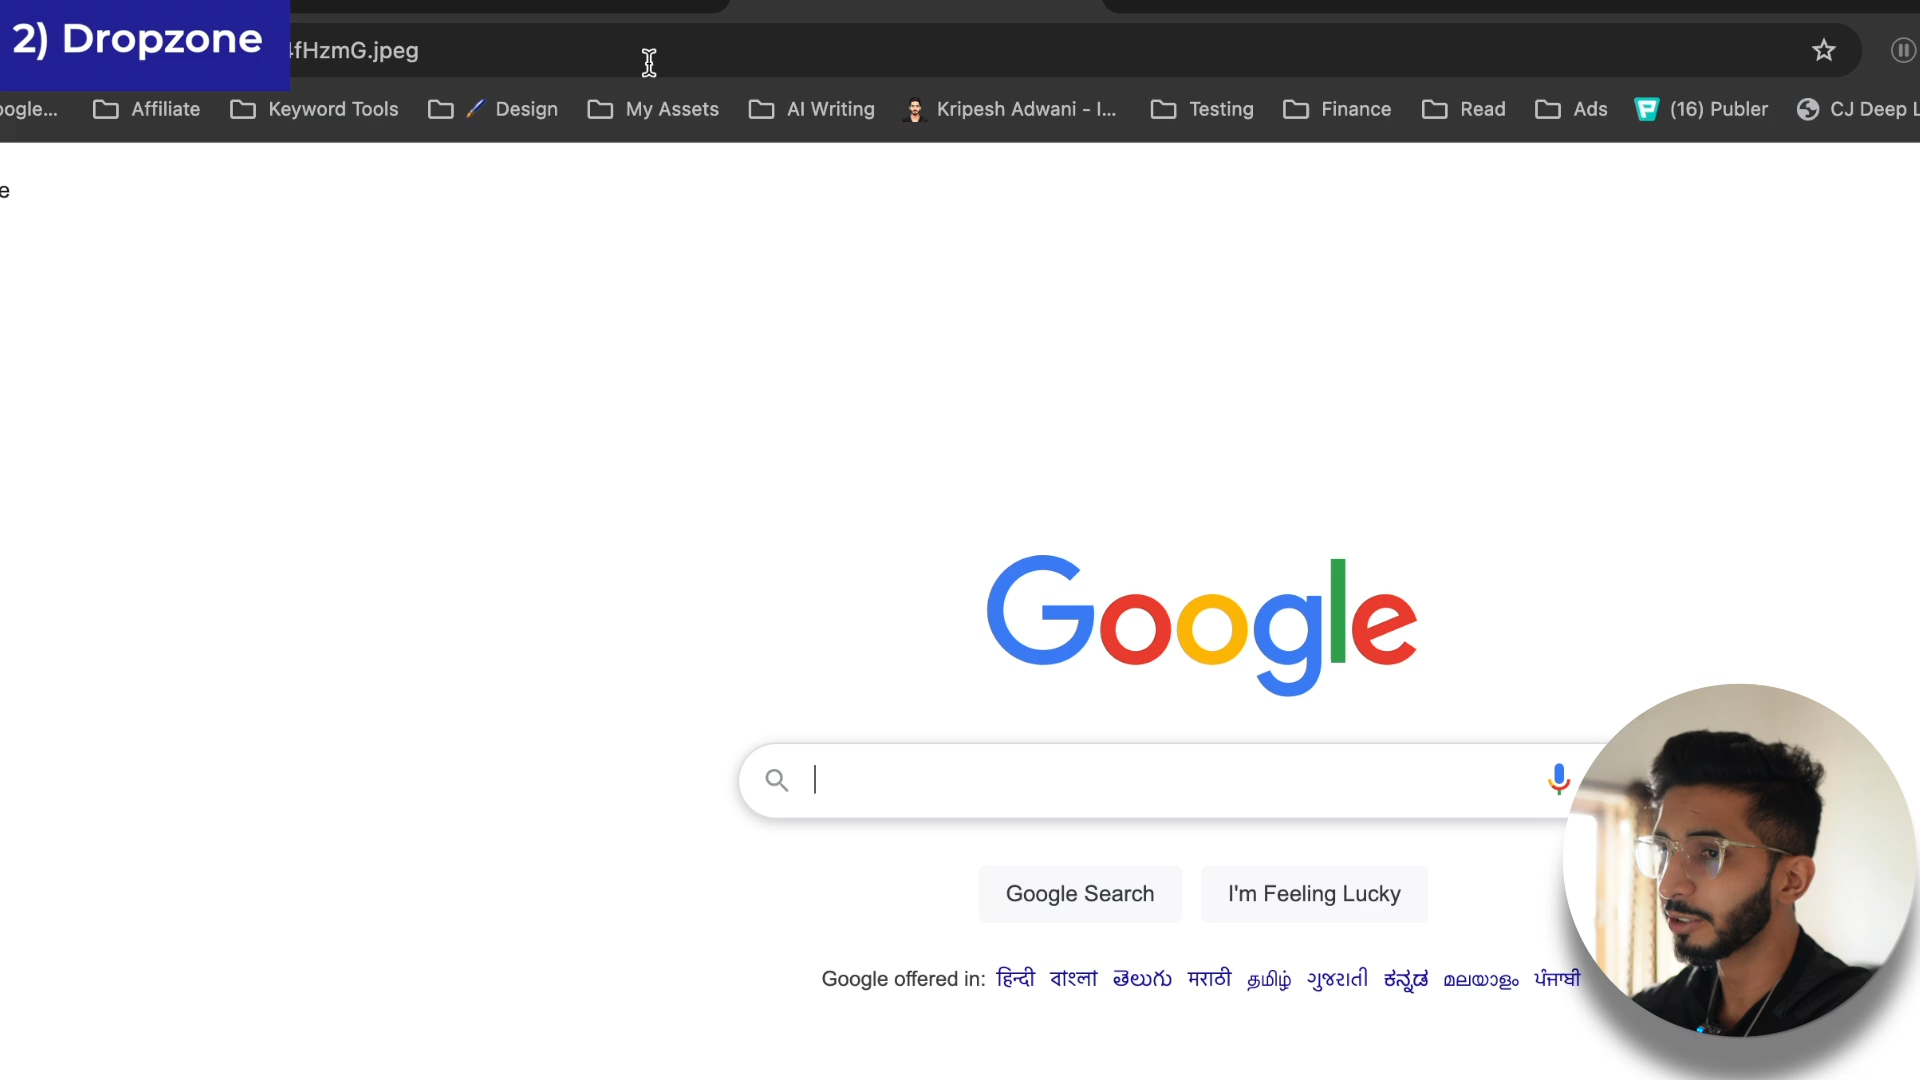 2) Dropzone
fHzmG.jpeg
oogle... Affiliate Keyword Tools Design My Assets AI Writing Kripesh Adwani - I... Testing Finance Read Ads (16) Publer CJ Deep L
e
Google
Google Search I'm Feeling Lucky
Google offered in: हिन्दी বাংলা తెలుగు मराठी தமிழ் ગુજરાતી ಕನ್ನಡ മലയാളം ਪੰਜਾਬੀ